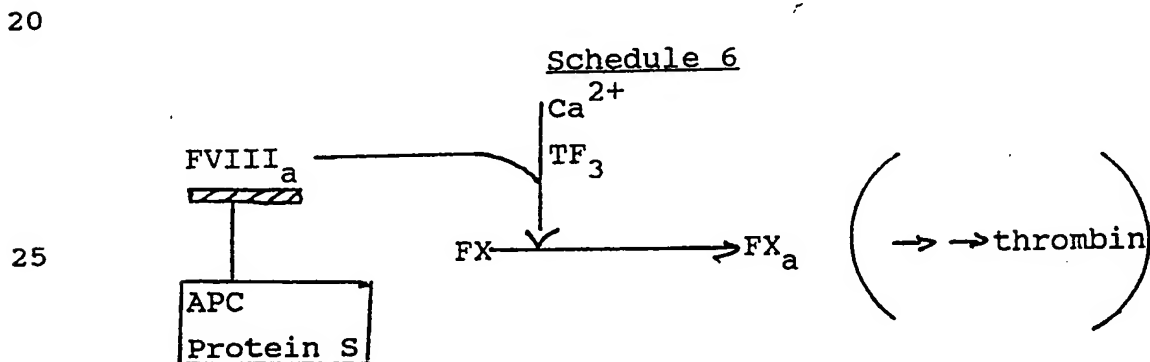 20
Schedule 6
Ca2+
TF3
FVIIIa
25
FX FXa thrombin
APC
Protein S